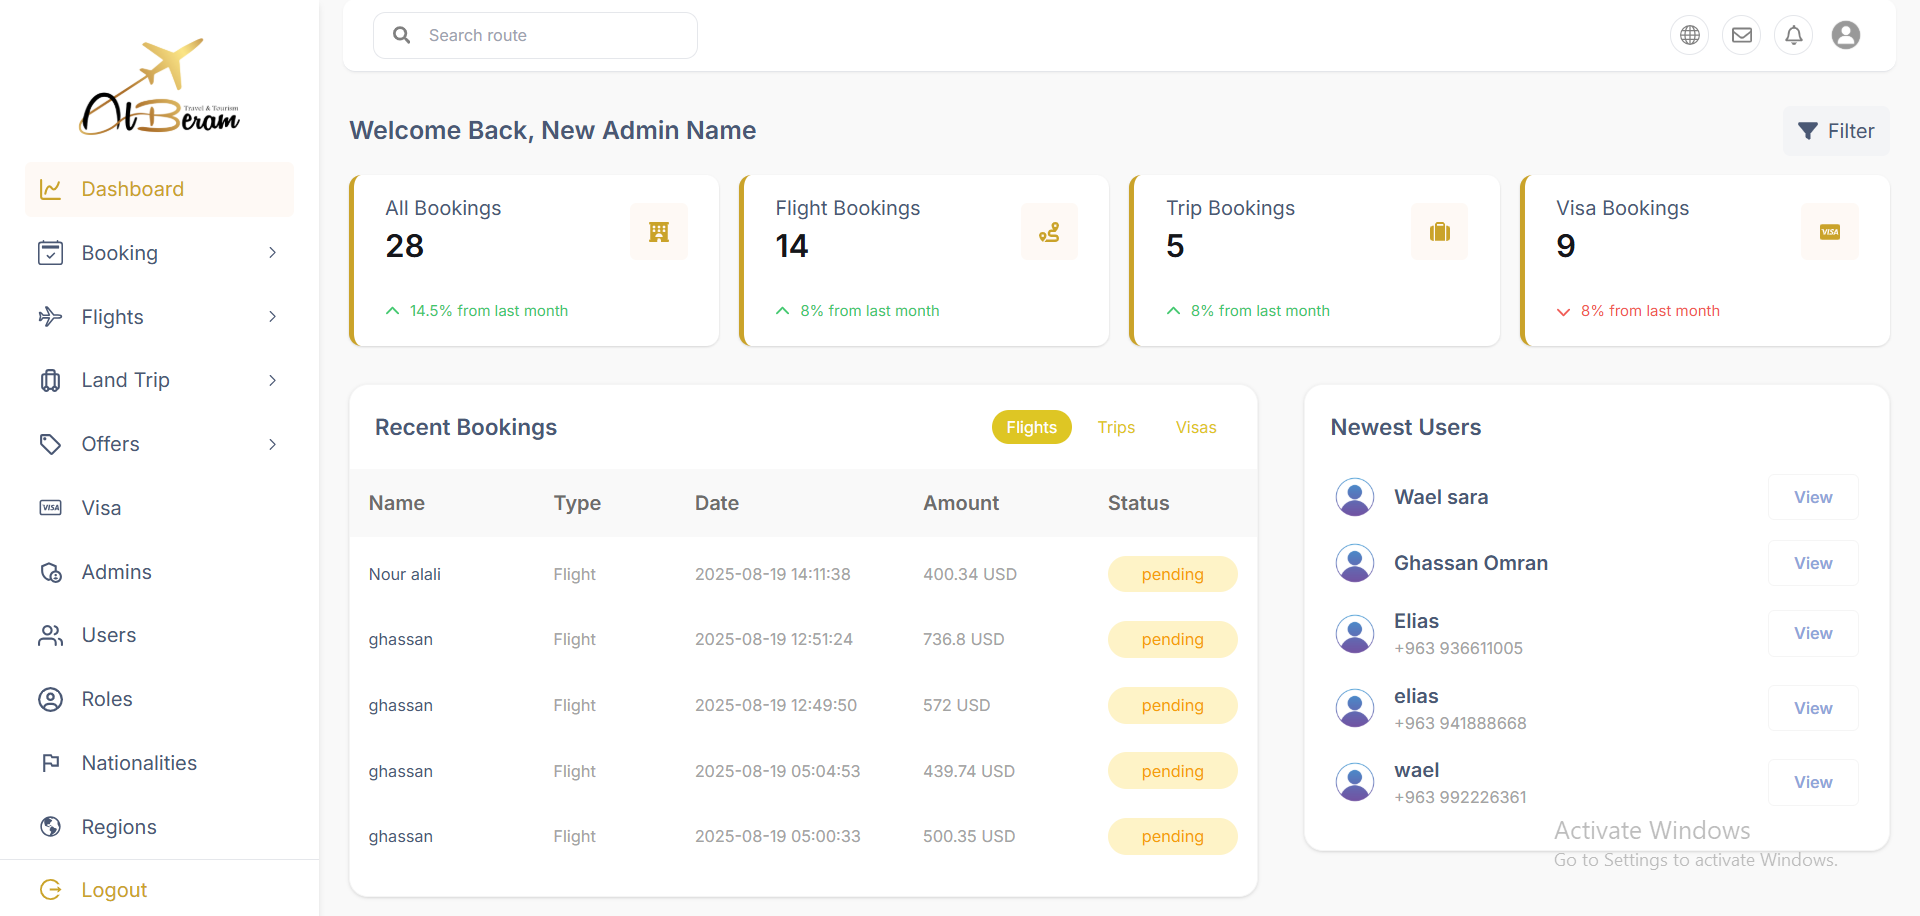 Search route
Travel & Tourism
AlBeram
Welcome Back, New Admin Name
Filter
Dashboard
Booking
Flights
Land Trip
Offers
Visa
Admins
Users
Roles
Nationalities
Regions
Logout
All Bookings
28
14.5% from last month
Flight Bookings
14
8% from last month
Trip Bookings
5
8% from last month
Visa Bookings
9
VISA
8% from last month
Recent Bookings
Flights Trips Visas
Name Type Date Amount Status
Nour alali Flight 2025-08-19 14:11:38 400.34 USD pending
ghassan Flight 2025-08-19 12:51:24 736.8 USD pending
ghassan Flight 2025-08-19 12:49:50 572 USD pending
ghassan Flight 2025-08-19 05:04:53 439.74 USD pending
ghassan Flight 2025-08-19 05:00:33 500.35 USD pending
Newest Users
Wael sara View
Ghassan Omran View
Elias
+963 936611005 View
elias
+963 941888668 View
wael
+963 992226361 View
Activate Windows
Go to Settings to activate Windows.